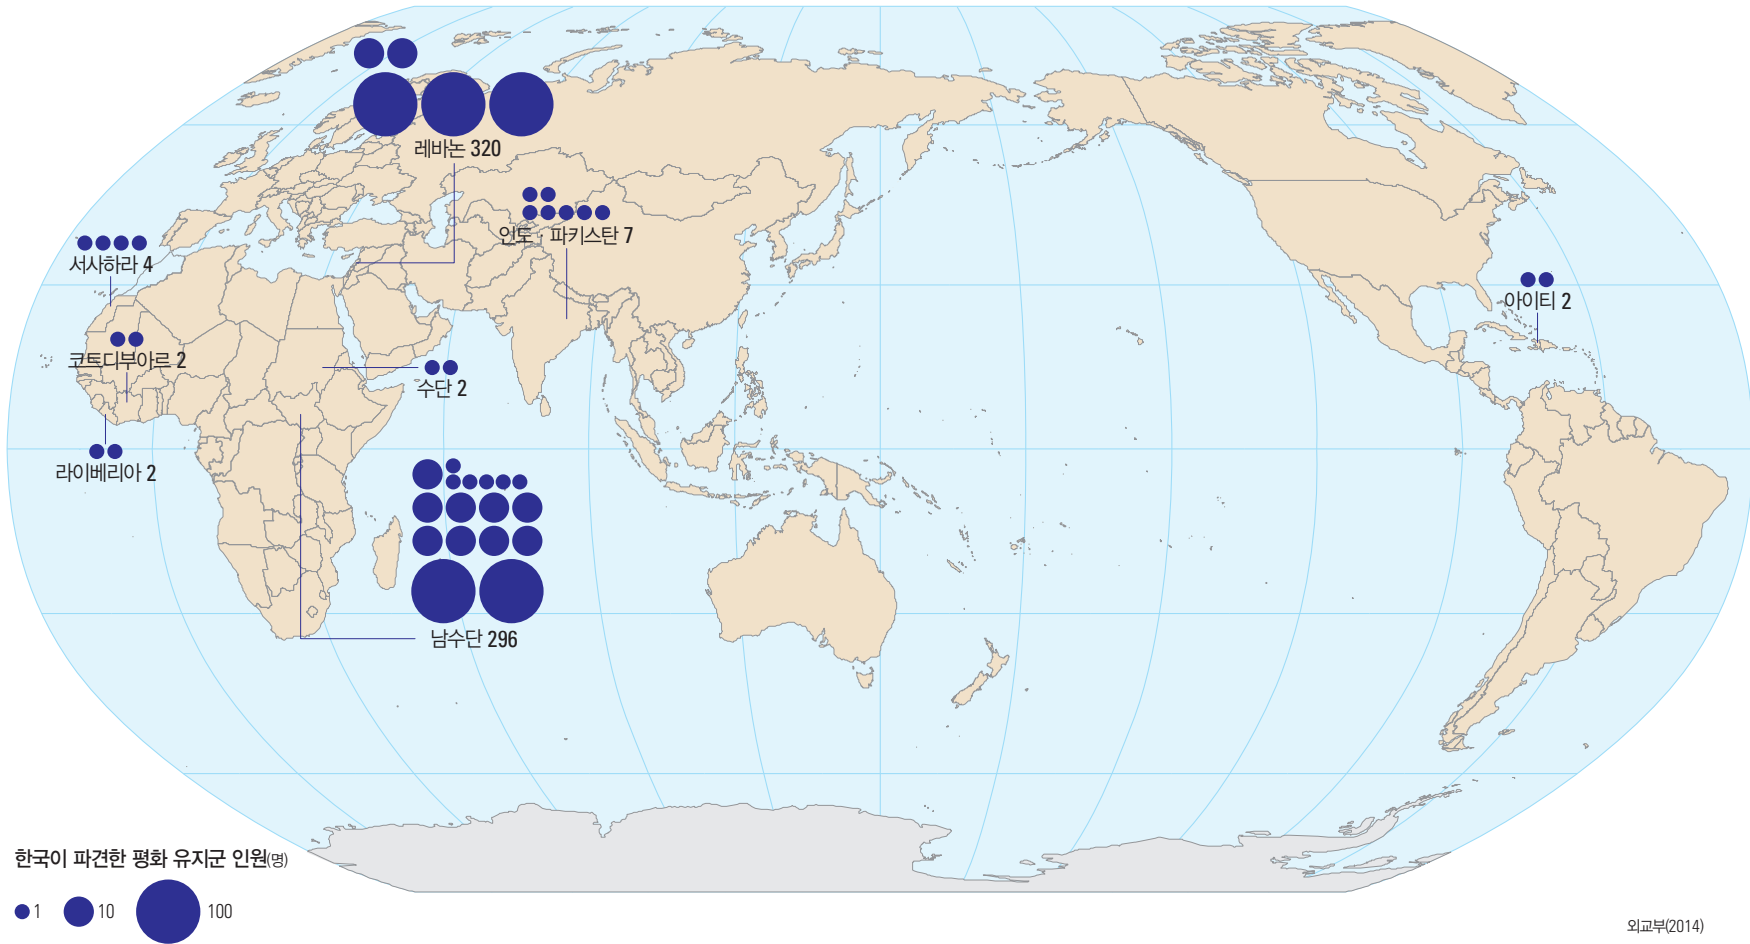 레바논 320
인도 · 파키스탄 7
서사하라 4
아이티 2
코트디부아르 2
수단 2
라이베리아 2
남수단 296
한국이 파견한 평화 유지군 인원(명)
1 10 100
외교부(2014)